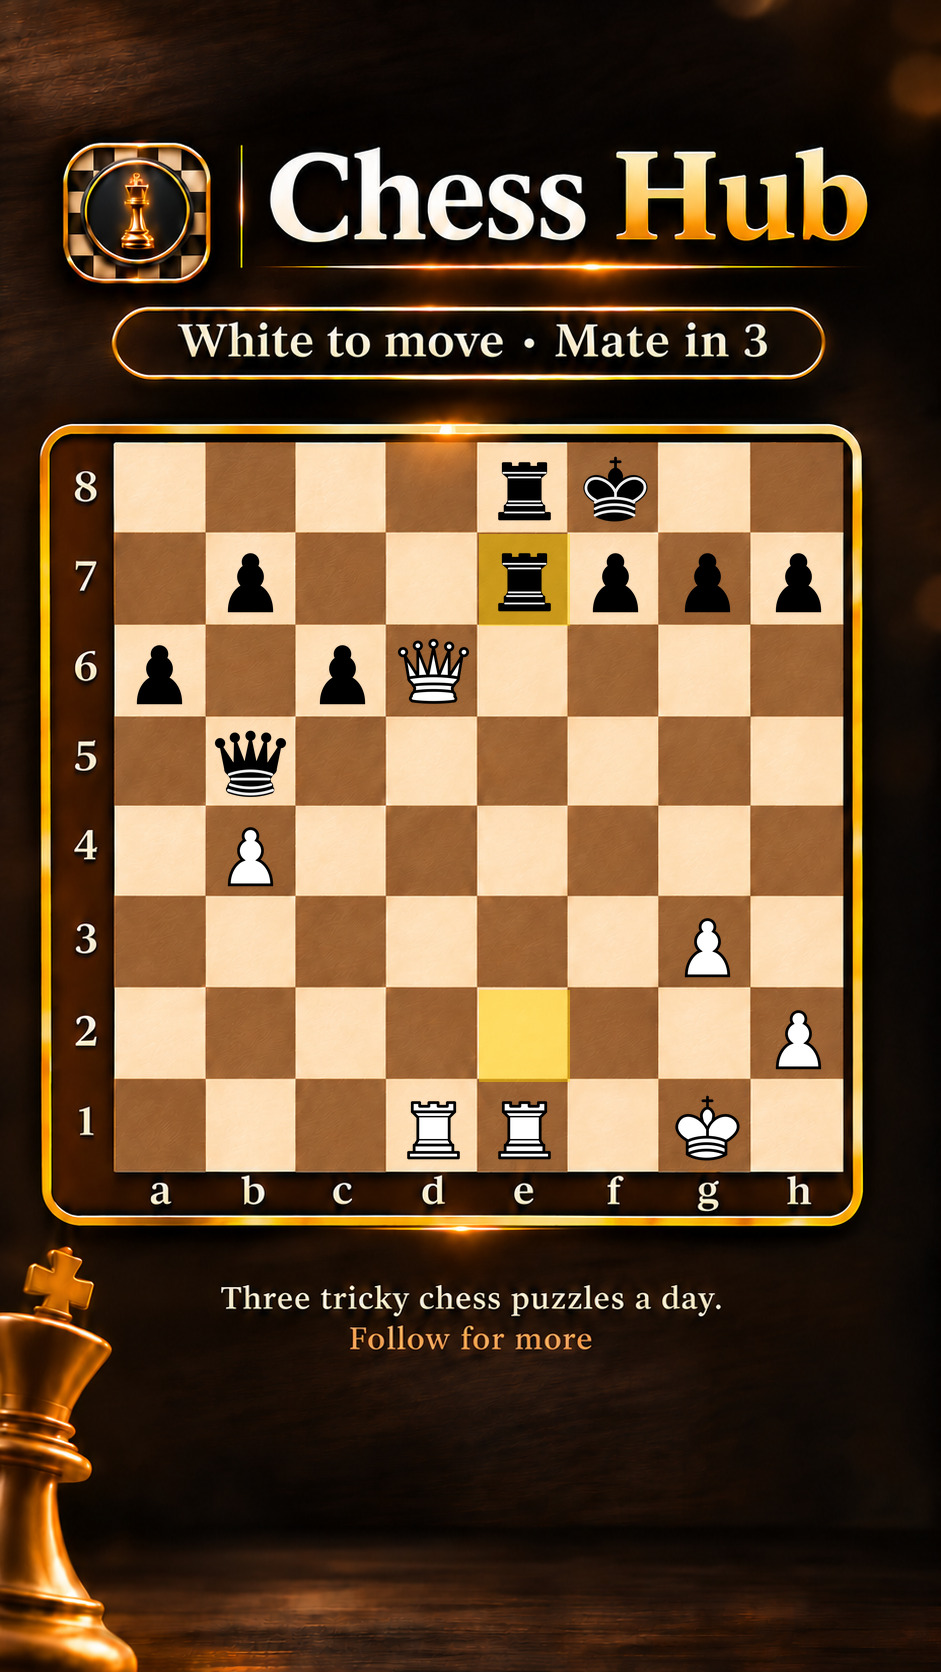 Chess Hub
White to move • Mate in 3
8
7
6
5
4
3
2
1
a b c d e f g h
Three tricky chess puzzles a day.
Follow for more